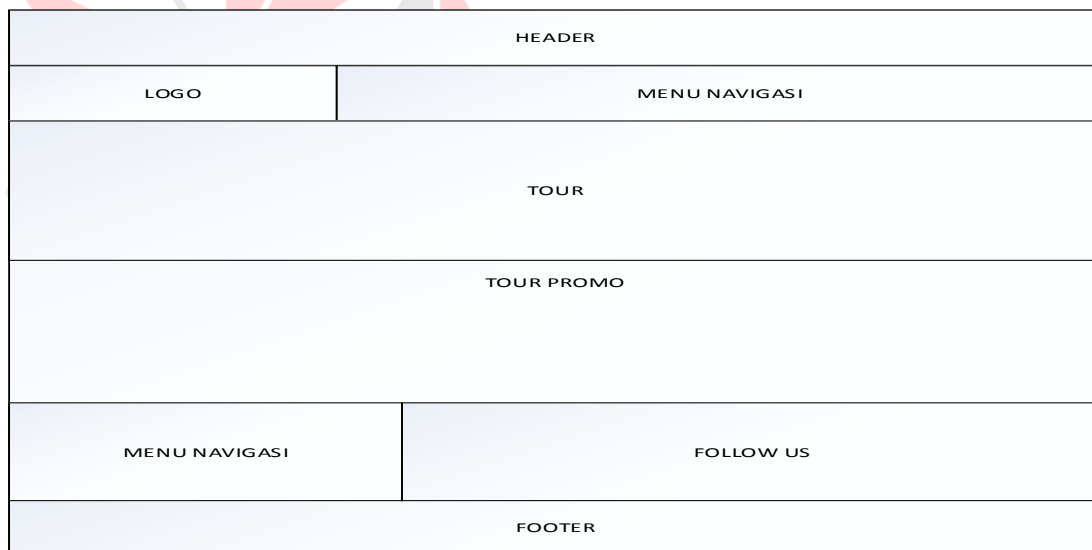 HEADER
LOGO
MENU NAVIGASI
TOUR
TOUR PROMO
MENU NAVIGASI
FOLLOW US
FOOTER